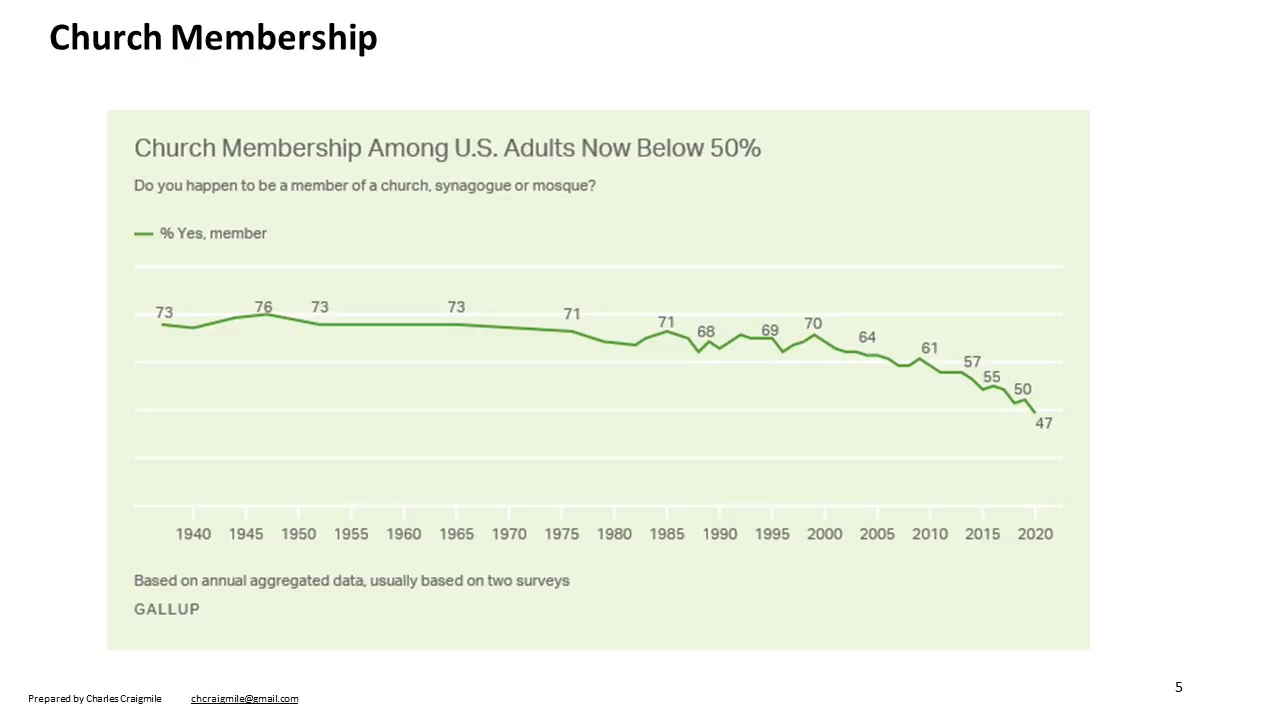 Church Membership
Church Membership Among U.S. Adults Now Below 50%
Do you happen to be a member of a church, synagogue or mosque?
% Yes, member
73 76 73 73 71 71 68 69 70 64 61 57 55 50 47
1940 1945 1950 1955 1960 1965 1970 1975 1980 1985 1990 1995 2000 2005 2010 2015 2020
Based on annual aggregated data, usually based on two surveys
GALLUP
Prepared by Charles Craigmile chcraigmile@gmail.com
5